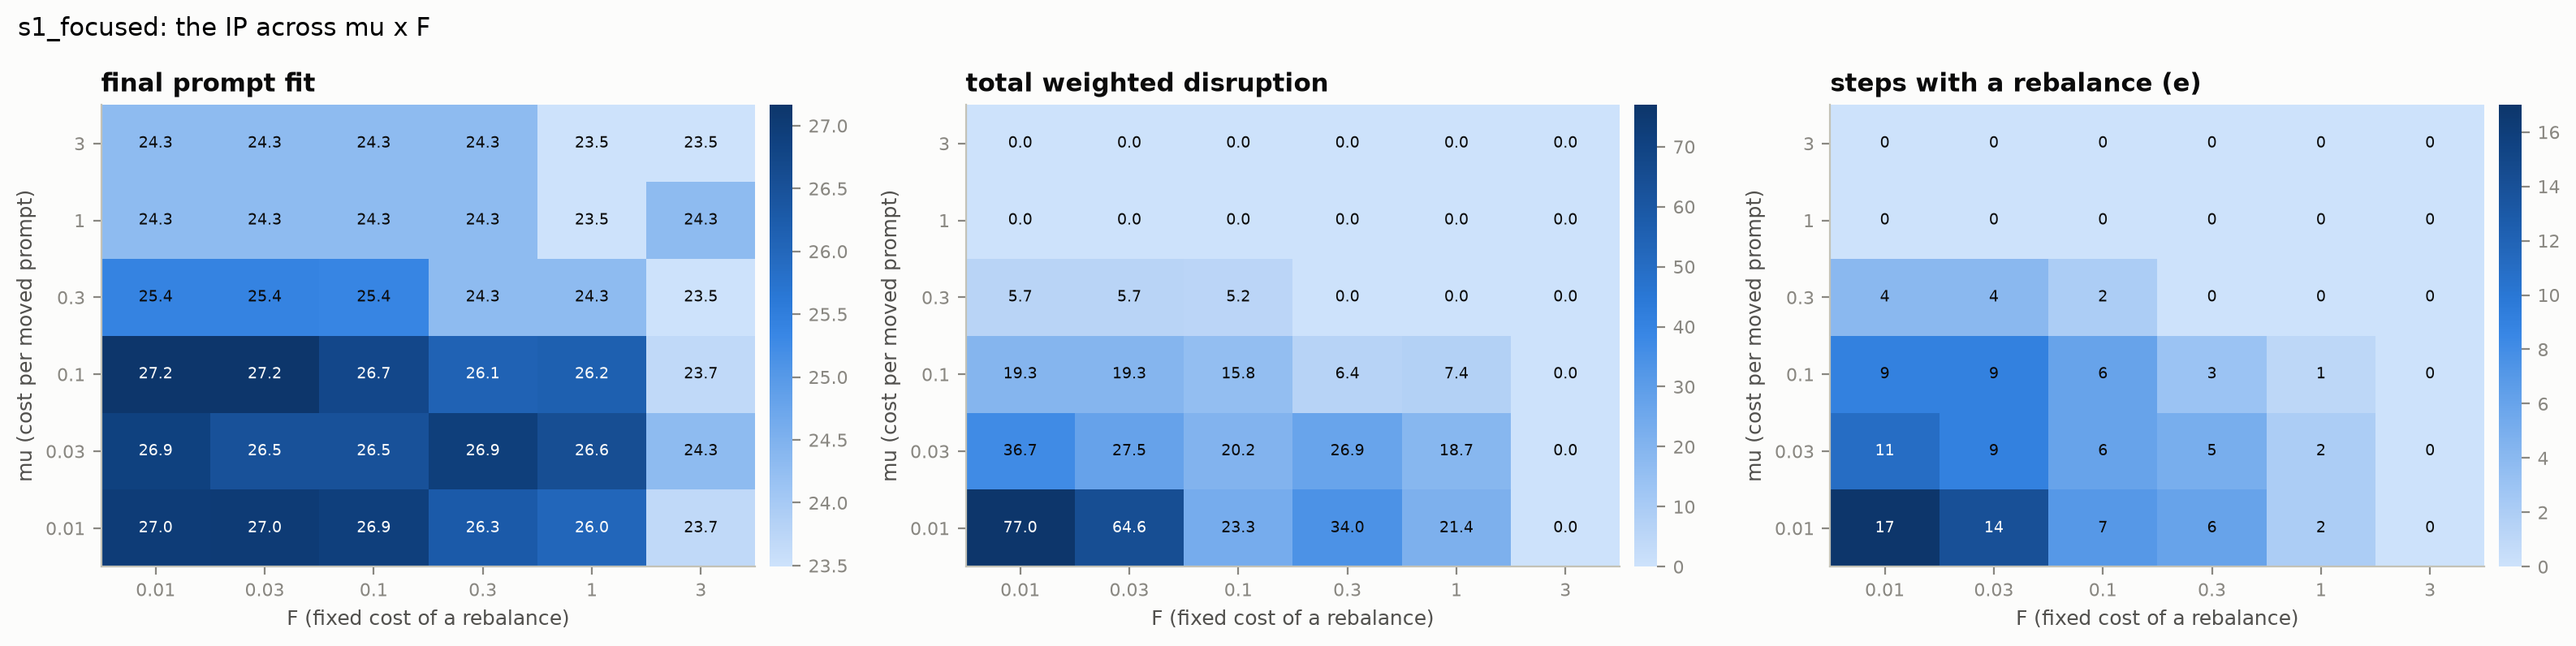 s1_focused: the IP across mu x F
final prompt fit
mu (cost per moved prompt)
3 24.3 24.3 24.3 24.3 23.5 23.5
1 24.3 24.3 24.3 24.3 23.5 24.3
0.3 25.4 25.4 25.4 24.3 24.3 23.5
0.1 27.2 27.2 26.7 26.1 26.2 23.7
0.03 26.9 26.5 26.5 26.9 26.6 24.3
0.01 27.0 27.0 26.9 26.3 26.0 23.7
0.01 0.03 0.1 0.3 1 3
F (fixed cost of a rebalance)
27.0
26.5
26.0
25.5
25.0
24.5
24.0
23.5
total weighted disruption
mu (cost per moved prompt)
3 0.0 0.0 0.0 0.0 0.0 0.0
1 0.0 0.0 0.0 0.0 0.0 0.0
0.3 5.7 5.7 5.2 0.0 0.0 0.0
0.1 19.3 19.3 15.8 6.4 7.4 0.0
0.03 36.7 27.5 20.2 26.9 18.7 0.0
0.01 77.0 64.6 23.3 34.0 21.4 0.0
0.01 0.03 0.1 0.3 1 3
F (fixed cost of a rebalance)
70
60
50
40
30
20
10
0
steps with a rebalance (e)
mu (cost per moved prompt)
3 0 0 0 0 0 0
1 0 0 0 0 0 0
0.3 4 4 2 0 0 0
0.1 9 9 6 3 1 0
0.03 11 9 6 5 2 0
0.01 17 14 7 6 2 0
0.01 0.03 0.1 0.3 1 3
F (fixed cost of a rebalance)
16
14
12
10
8
6
4
2
0